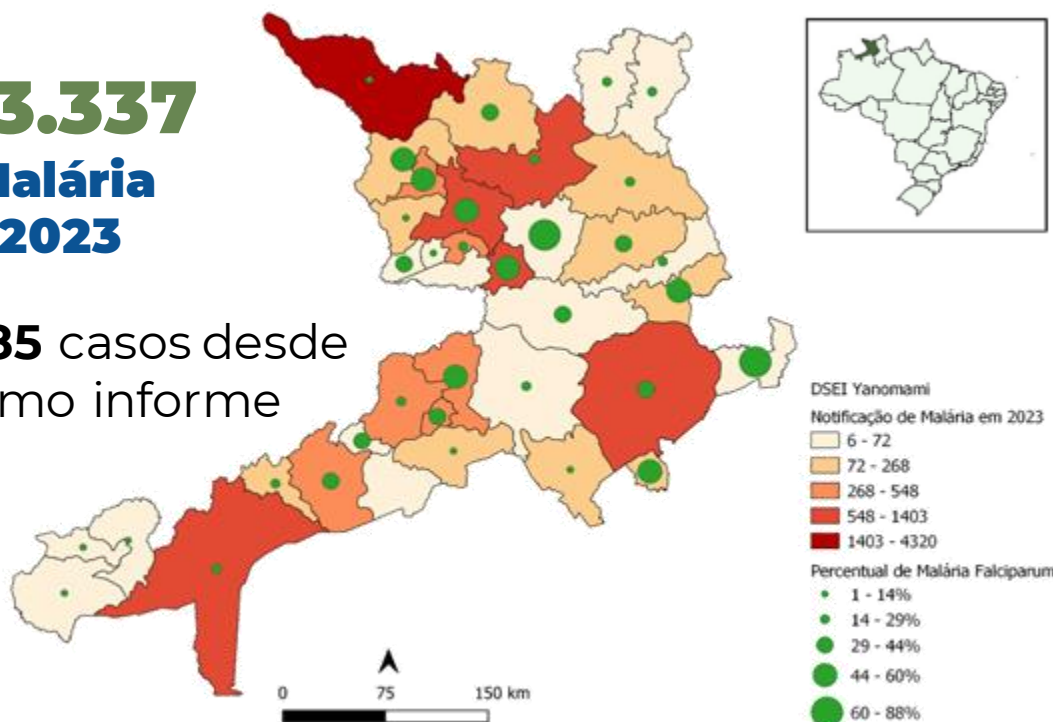 3.337
alária
2023
85 casos desde
mo informe
DSEI Yanomami
Notificação de Malária em 2023
6 - 72
72 - 268
268 - 548
548 - 1403
1403 - 4320
Percentual de Malária Falciparum
1 - 14%
14 - 29%
29 - 44%
44 - 60%
60 - 88%
0 75 150 km